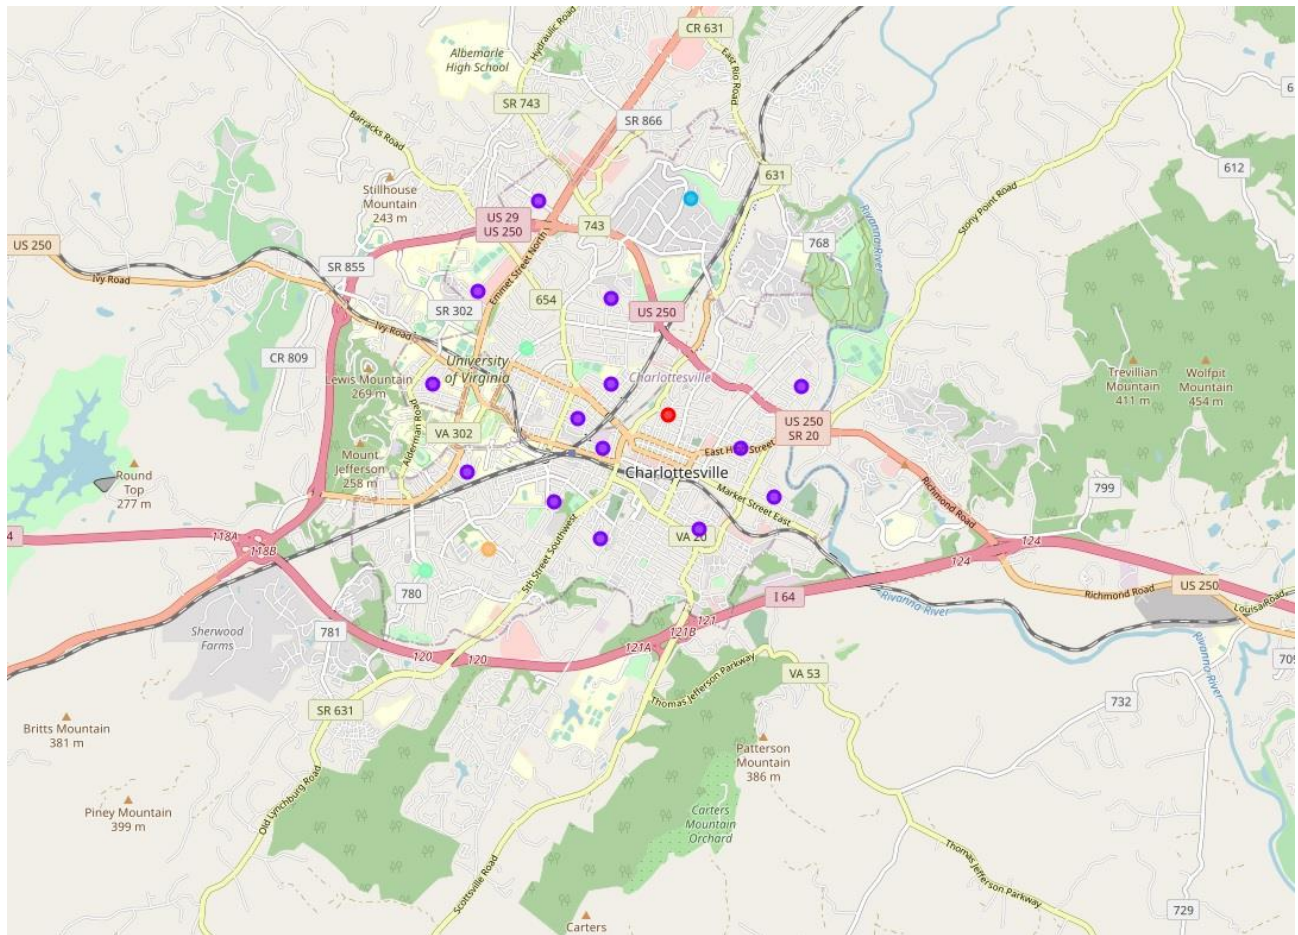 CR 631
Hydraulic Road
East Rio Road
Albemarle
High School
SR 743
SR 866
Barracks Road
631
612
Stillhouse
Mountain
243 m
US 29
US 250
743
768
Rivanna River
Stony Point Road
US 250
Ivy Road
SR 855
Emmet Street North
654
SR 302
US 250
Ivy Road
CR 809
University
of Virginia
Lewis Mountain
269 m
Charlottesville
Trevillian
Mountain
411 m
Wolfpit
Mountain
454 m
Alderman Road
VA 302
US 250
SR 20
Mount
Jefferson
258 m
Round
Top
277 m
Charlottesville
Market Street East
Richmond Road
799
4
118A
118B
5th Street Southwest
VA 20
124
124
780
I 64
Richmond Road
US 250
Rivanna River
Sherwood
Farms
781
120
120
121A
121B
121
Rivanna River
709
VA 53
732
Thomas Jefferson Parkway
SR 631
Britts Mountain
381 m
Patterson
Mountain
386 m
Piney Mountain
399 m
Old Lynchburg Road
Carters
Mountain
Orchard
Scottsville Road
Thomas Jefferson Parkway
Carters
729